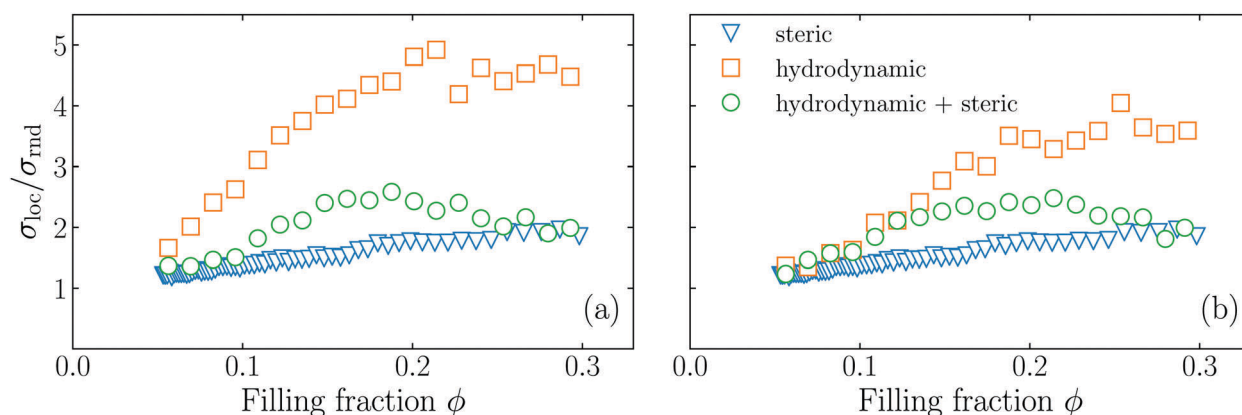 σloc/σrnd
5
4
3
2
1
0.0 0.1 0.2 0.3
Filling fraction ϕ
(a)
steric
hydrodynamic
hydrodynamic + steric
(b)
0.0 0.1 0.2 0.3
Filling fraction ϕ